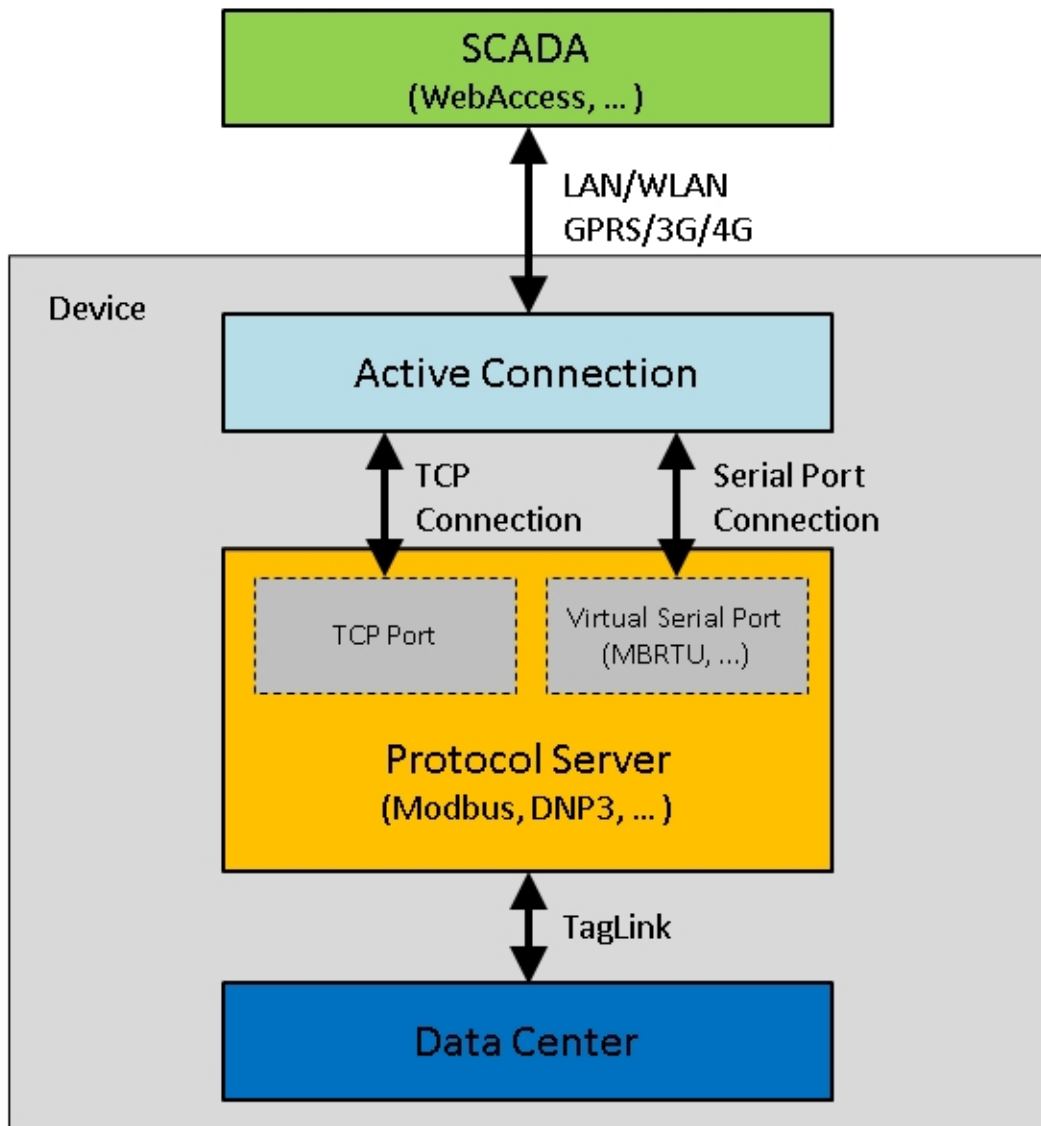 SCADA
(WebAccess, ... )
LAN/WLAN
GPRS/3G/4G
Device
Active Connection
TCP
Connection
Serial Port
Connection
TCP Port
Virtual Serial Port
(MBRTU, ...)
Protocol Server
(Modbus, DNP3, ... )
TagLink
Data Center